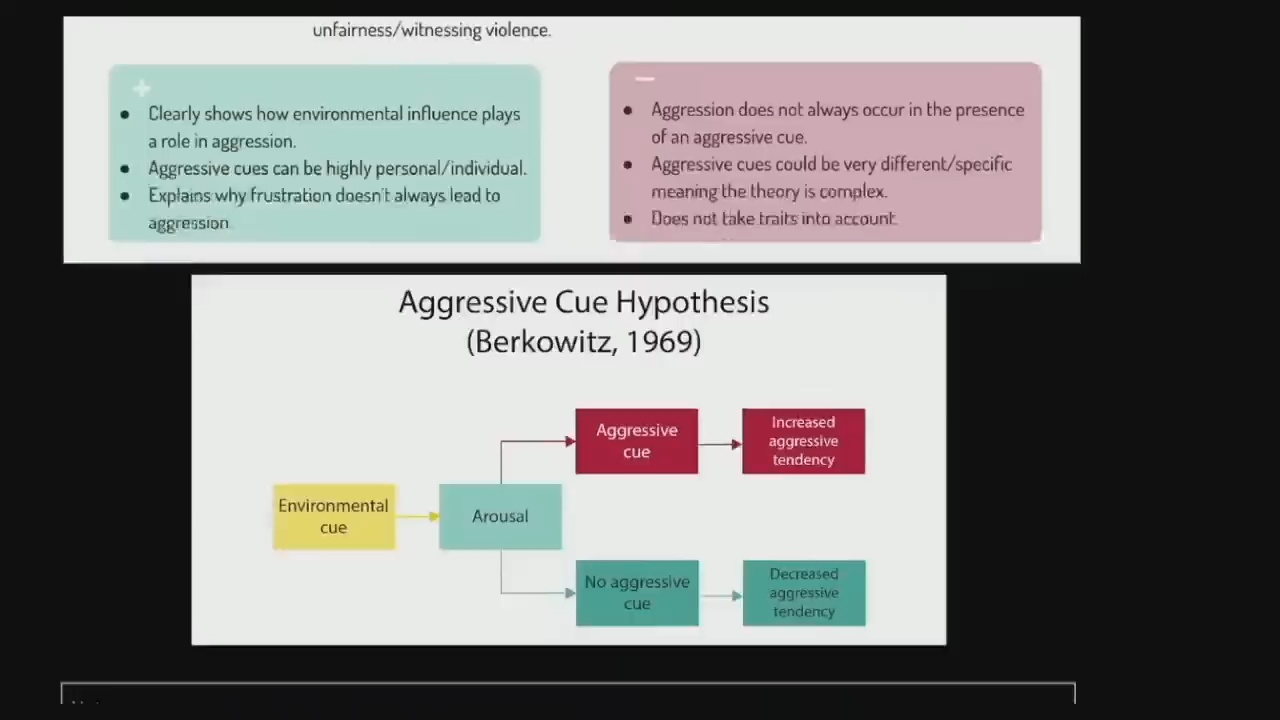 unfairness/witnessing violence.
+
● Clearly shows how environmental influence plays
a role in aggression.
● Aggressive cues can be highly personal/individual.
● Explains why frustration doesn't always lead to
aggression.
–
● Aggression does not always occur in the presence
of an aggressive cue.
● Aggressive cues could be very different/specific
meaning the theory is complex.
● Does not take traits into account.
Aggressive Cue Hypothesis
(Berkowitz, 1969)
Environmental
cue
Arousal
Aggressive
cue
Increased
aggressive
tendency
No aggressive
cue
Decreased
aggressive
tendency